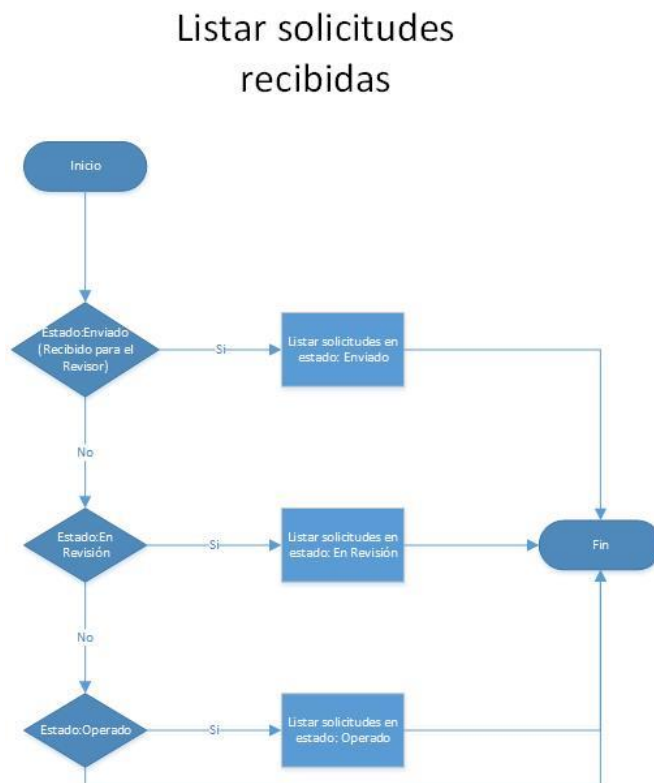 Listar solicitudes
recibidas
Inicio
Estado:Enviado
(Recibido para el
Revisor)
Si
Listar solicitudes en
estado: Enviado
No
Estado:En
Revisión
Si
Listar solicitudes en
estado: En Revisión
Fin
No
Estado:Operado
Si
Listar solicitudes en
estado: Operado